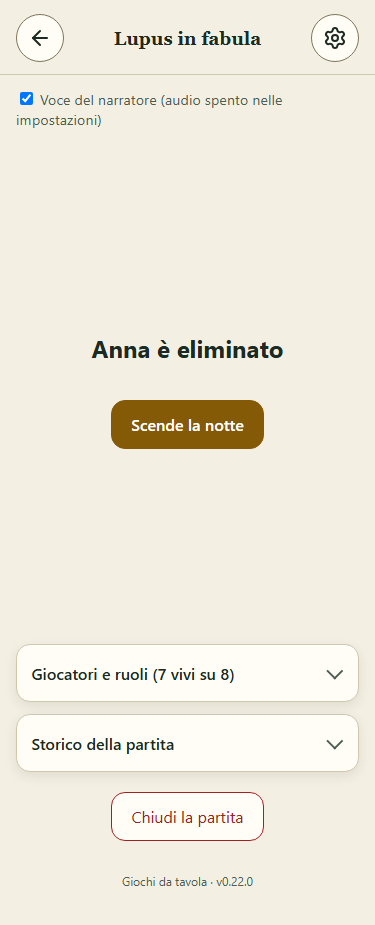 Lupus in fabula
Voce del narratore (audio spento nelle
impostazioni)
Anna è eliminato
Scende la notte
Giocatori e ruoli (7 vivi su 8)
Storico della partita
Chiudi la partita
Giochi da tavola · v0.22.0